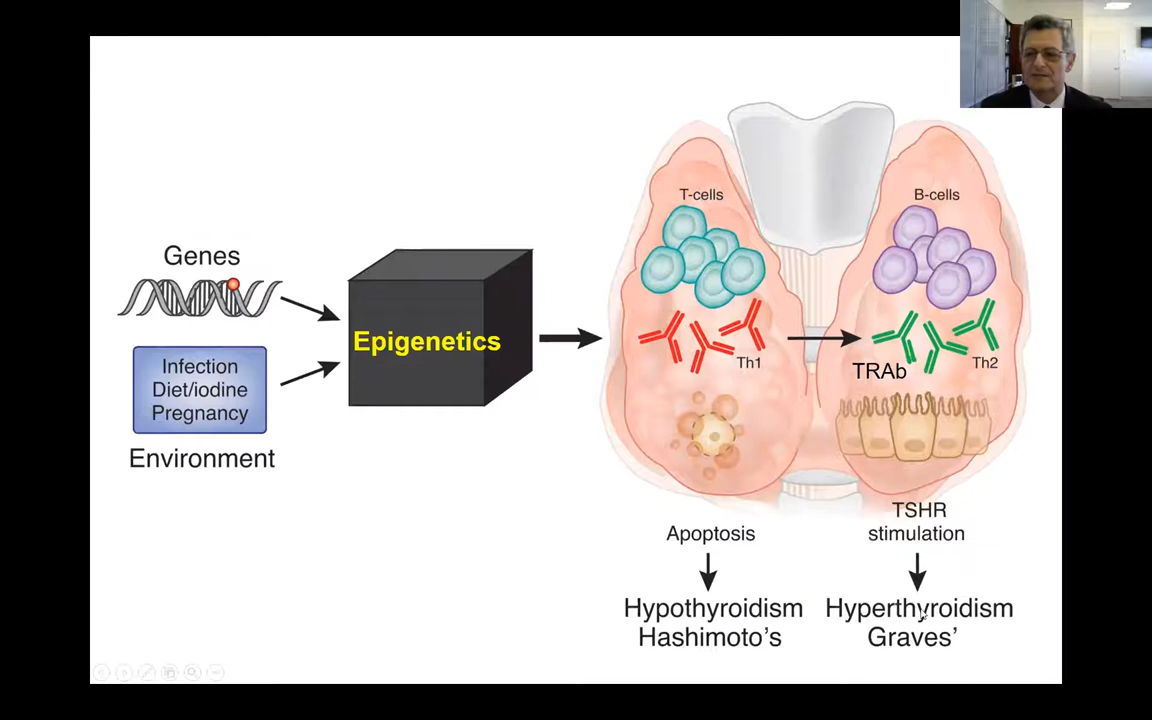 Genes
Infection
Diet/iodine
Pregnancy
Environment
Epigenetics
T-cells
Th1
B-cells
TRAb
Th2
Apoptosis
TSHR
stimulation
Hypothyroidism
Hashimoto's
Hyperthyroidism
Graves'